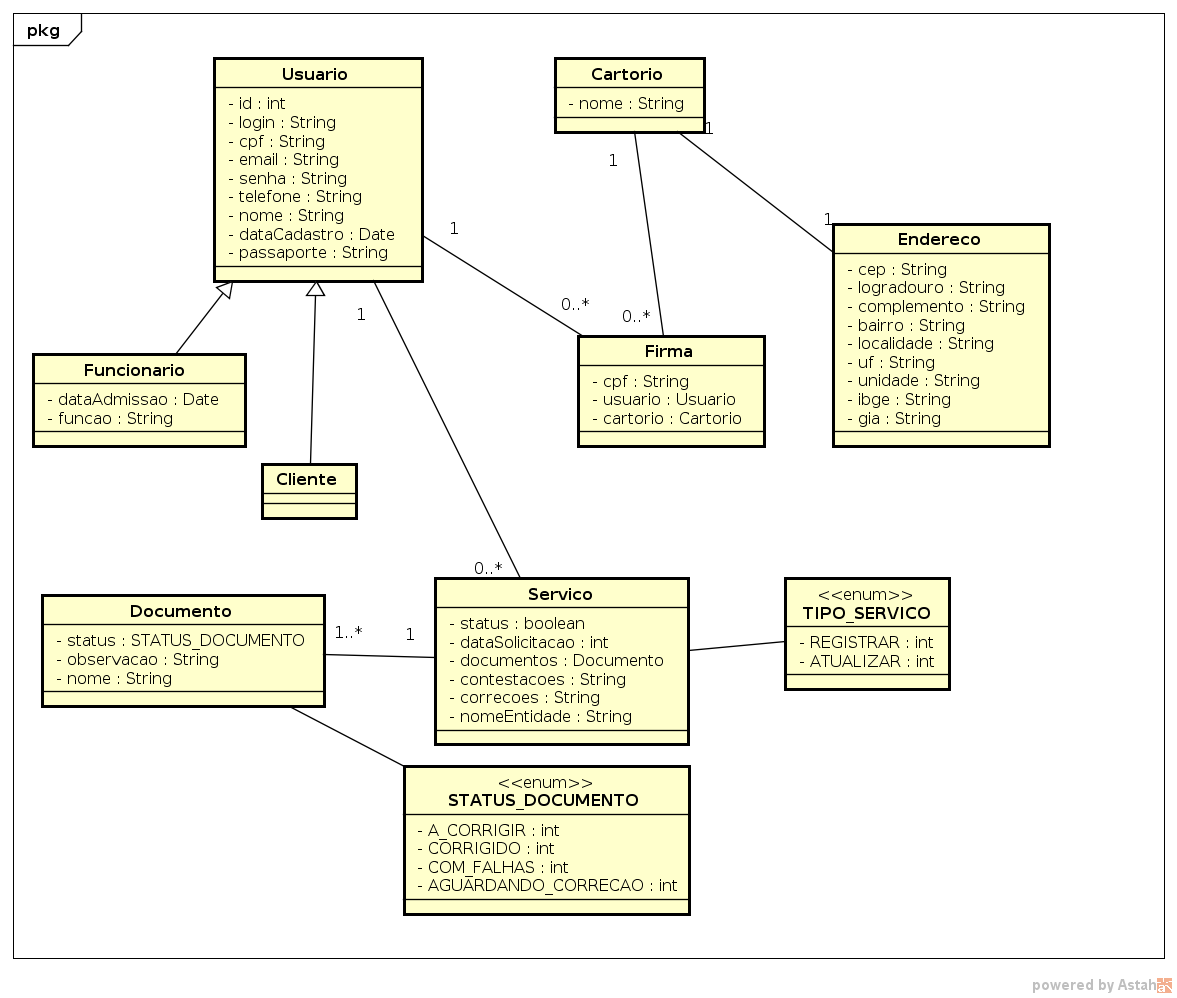 pkg
Usuario
- id : int
- login : String
- cpf : String
- email : String
- senha : String
- telefone : String
- nome : String
- dataCadastro : Date
- passaporte : String
Cartorio
- nome : String
1
1
1
Endereco
- cep : String
- logradouro : String
- complemento : String
- bairro : String
- localidade : String
- uf : String
- unidade : String
- ibge : String
- gia : String
1
0..*
0..*
1
Firma
- cpf : String
- usuario : Usuario
- cartorio : Cartorio
Funcionario
- dataAdmissao : Date
- funcao : String
Cliente
0..*
Servico
- status : boolean
- dataSolicitacao : int
- documentos : Documento
- contestacoes : String
- correcoes : String
- nomeEntidade : String
<<enum>>
TIPO_SERVICO
- REGISTRAR : int
- ATUALIZAR : int
Documento
- status : STATUS_DOCUMENTO
- observacao : String
- nome : String
1..*
1
<<enum>>
STATUS_DOCUMENTO
- A_CORRIGIR : int
- CORRIGIDO : int
- COM_FALHAS : int
- AGUARDANDO_CORRECAO : int
powered by Astah